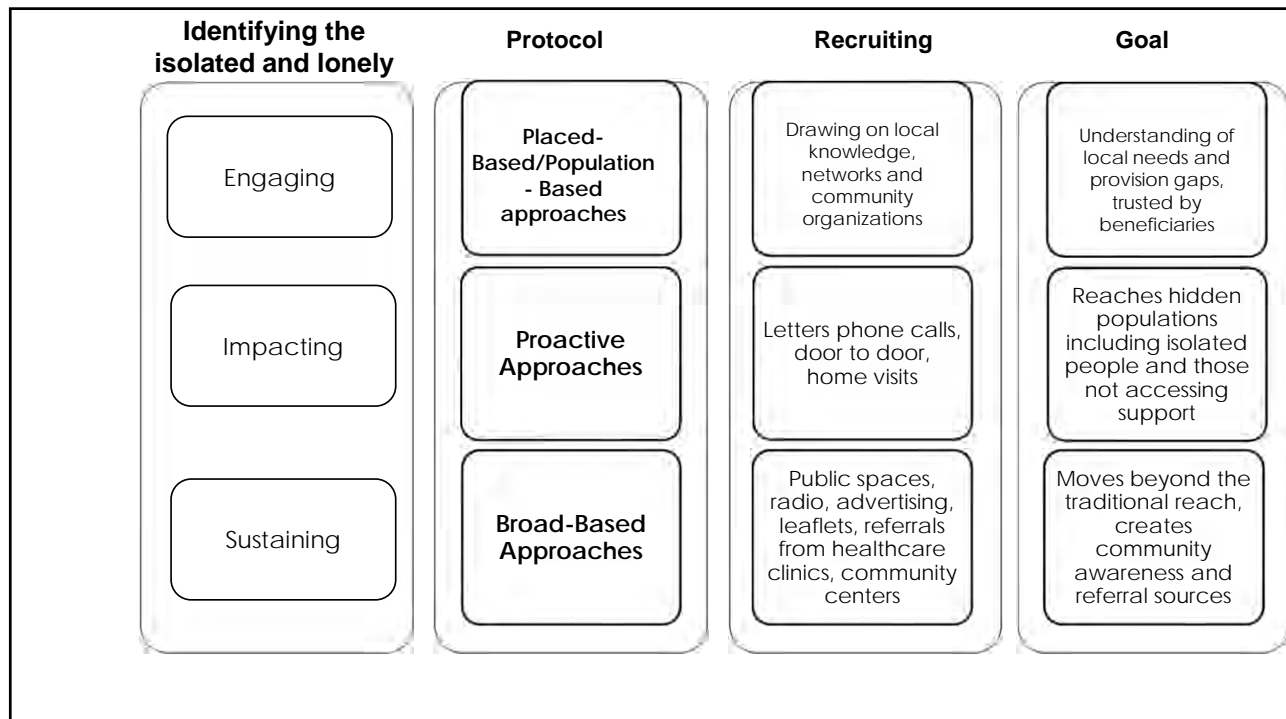 Identifying the
isolated and lonely
Protocol
Recruiting
Goal
Engaging
Placed-
Based/Population
- Based
approaches
Drawing on local
knowledge,
networks and
community
organizations
Understanding of
local needs and
provision gaps,
trusted by
beneficiaries
Impacting
Proactive
Approaches
Letters phone calls,
door to door,
home visits
Reaches hidden
populations
including isolated
people and those
not accessing
support
Sustaining
Broad-Based
Approaches
Public spaces,
radio, advertising,
leaflets, referrals
from healthcare
clinics, community
centers
Moves beyond the
traditional reach,
creates
community
awareness and
referral sources